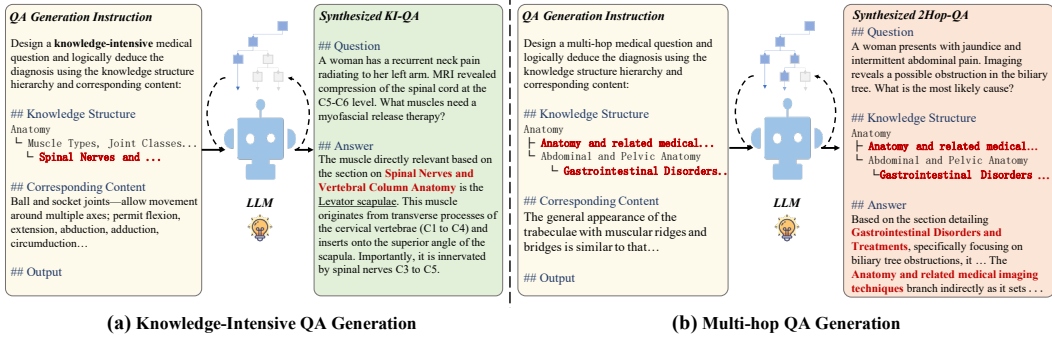 QA Generation Instruction
Design a knowledge-intensive medical
question and logically deduce the
diagnosis using the knowledge structure
hierarchy and corresponding content:
## Knowledge Structure
Anatomy
└ Muscle Types, Joint Classes...
└ Spinal Nerves and ...
## Corresponding Content
Ball and socket joints—allow movement
around multiple axes; permit flexion,
extension, abduction, adduction,
circumduction…
## Output
LLM
Synthesized KI-QA
## Question
A woman has a recurrent neck pain
radiating to her left arm. MRI revealed
compression of the spinal cord at the
C5-C6 level. What muscles need a
myofascial release therapy?
## Answer
The muscle directly relevant based on
the section on Spinal Nerves and
Vertebral Column Anatomy is the
Levator scapulae. This muscle
originates from transverse processes of
the cervical vertebrae (C1 to C4) and
inserts onto the superior angle of the
scapula. Importantly, it is innervated
by spinal nerves C3 to C5.
(a) Knowledge-Intensive QA Generation
QA Generation Instruction
Design a multi-hop medical question and
logically deduce the diagnosis using the
knowledge structure hierarchy and
corresponding content:
## Knowledge Structure
Anatomy
├ Anatomy and related medical...
└ Abdominal and Pelvic Anatomy
└ Gastrointestinal Disorders..
## Corresponding Content
The general appearance of the
trabeculae with muscular ridges and
bridges is similar to that…
## Output
LLM
Synthesized 2Hop-QA
## Question
A woman presents with jaundice and
intermittent abdominal pain. Imaging
reveals a possible obstruction in the biliary
tree. What is the most likely cause?
## Knowledge Structure
Anatomy
├ Anatomy and related medical...
└ Abdominal and Pelvic Anatomy
└Gastrointestinal Disorders ...
## Answer
Based on the section detailing
Gastrointestinal Disorders and
Treatments, specifically focusing on
biliary tree obstructions, it … The
Anatomy and related medical imaging
techniques branch indirectly as it sets . . .
(b) Multi-hop QA Generation